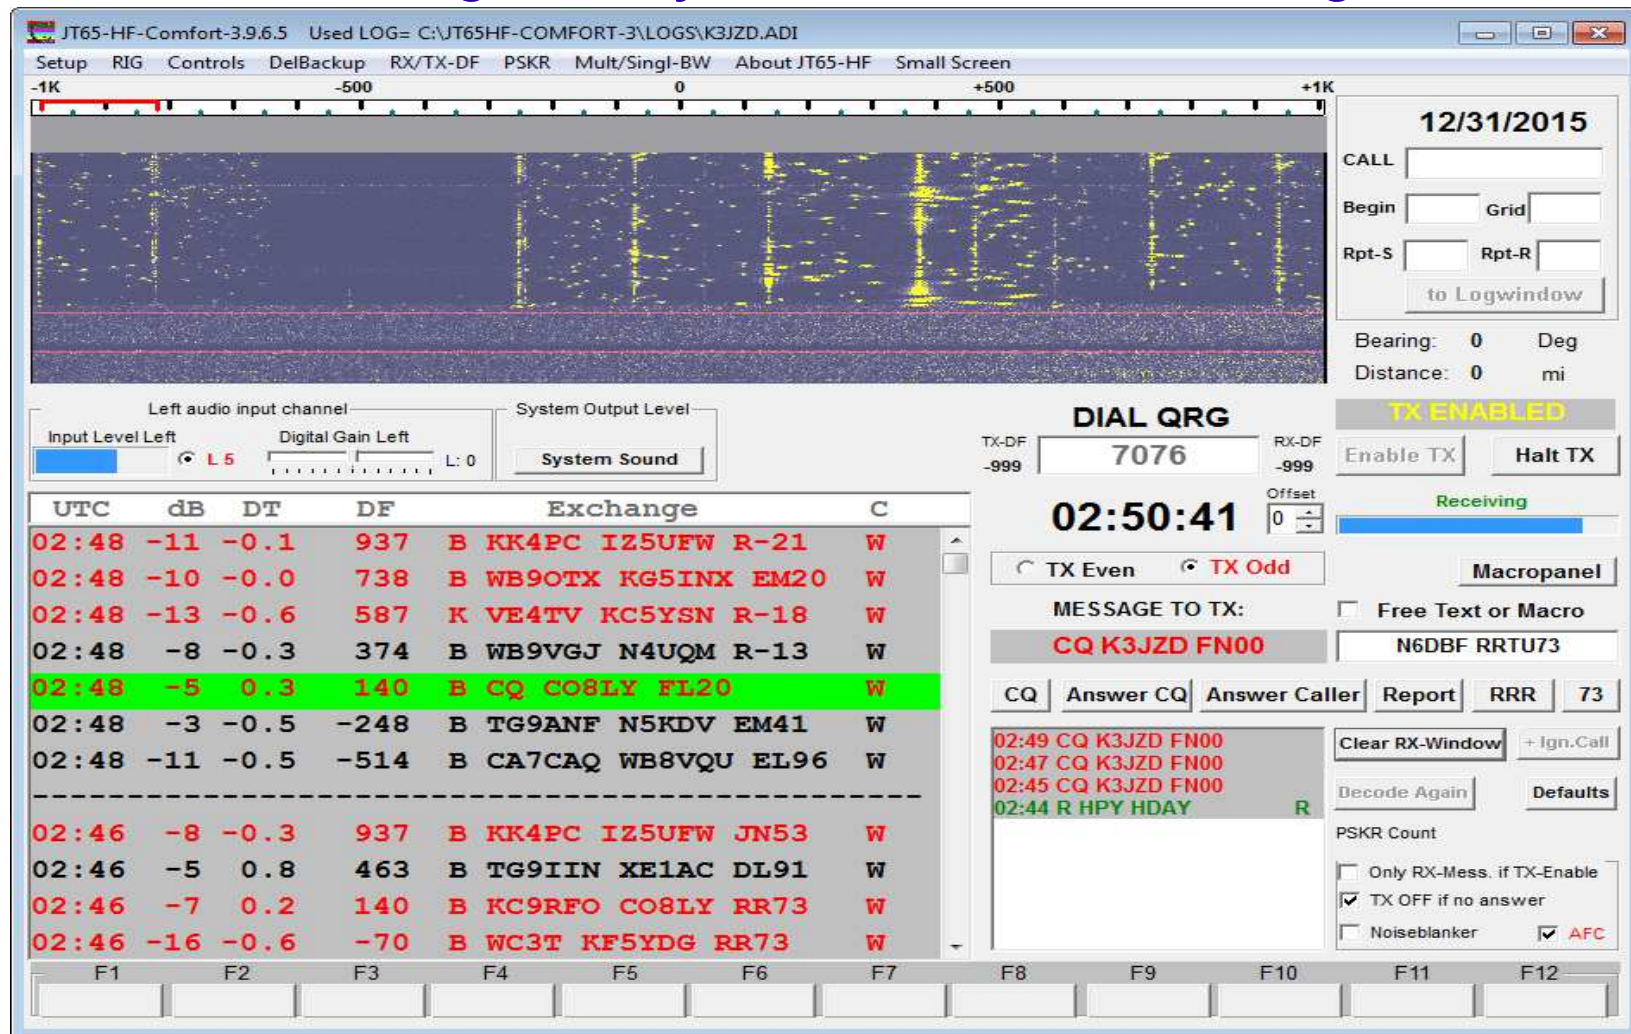 JT65-HF-Comfort-3.9.6.5 Used LOG= C:\JT65HF-COMFORT-3\LOGS\K3JZD.ADI
Setup RIG Controls DelBackup RX/TX-DF PSKR Mult/Singl-BW About JT65-HF Small Screen
-1K -500 0 +500 +1K
12/31/2015
CALL
Begin Grid
Rpt-S Rpt-R
to Logwindow
Bearing: 0 Deg
Distance: 0 mi
Left audio input channel
Input Level Left Digital Gain Left
L 5 L: 0
System Output Level
System Sound
DIAL QRG
TX-DF RX-DF
-999 7076 -999
TX ENABLED
Enable TX Halt TX
02:50:41
Offset
0
Receiving
TX Even TX Odd
Macropanel
MESSAGE TO TX:
Free Text or Macro
CQ K3JZD FN00
N6DBF RRTU73
CQ Answer CQ Answer Caller Report RRR 73
UTC dB DT DF Exchange C
02:48 -11 -0.1 937 B KK4PC IZ5UFW R-21 W
02:48 -10 -0.0 738 B WB9OTX KG5INX EM20 W
02:48 -13 -0.6 587 K VE4TV KC5YSN R-18 W
02:48 -8 -0.3 374 B WB9VGJ N4UQM R-13 W
02:48 -5 0.3 140 B CQ CO8LY FL20 W
02:48 -3 -0.5 -248 B TG9ANF N5KDV EM41 W
02:48 -11 -0.5 -514 B CA7CAQ WB8VQU EL96 W
02:46 -8 -0.3 937 B KK4PC IZ5UFW JN53 W
02:46 -5 0.8 463 B TG9IIN XE1AC DL91 W
02:46 -7 0.2 140 B KC9RFO CO8LY RR73 W
02:46 -16 -0.6 -70 B WC3T KF5YDG RR73 W
02:49 CQ K3JZD FN00
02:47 CQ K3JZD FN00
02:45 CQ K3JZD FN00
02:44 R HPY HDAY R
Clear RX-Window + Ign.Call
Decode Again Defaults
PSKR Count
Only RX-Mess. if TX-Enable
TX OFF if no answer
Noiseblanker AFC
F1 F2 F3 F4 F5 F6 F7 F8 F9 F10 F11 F12